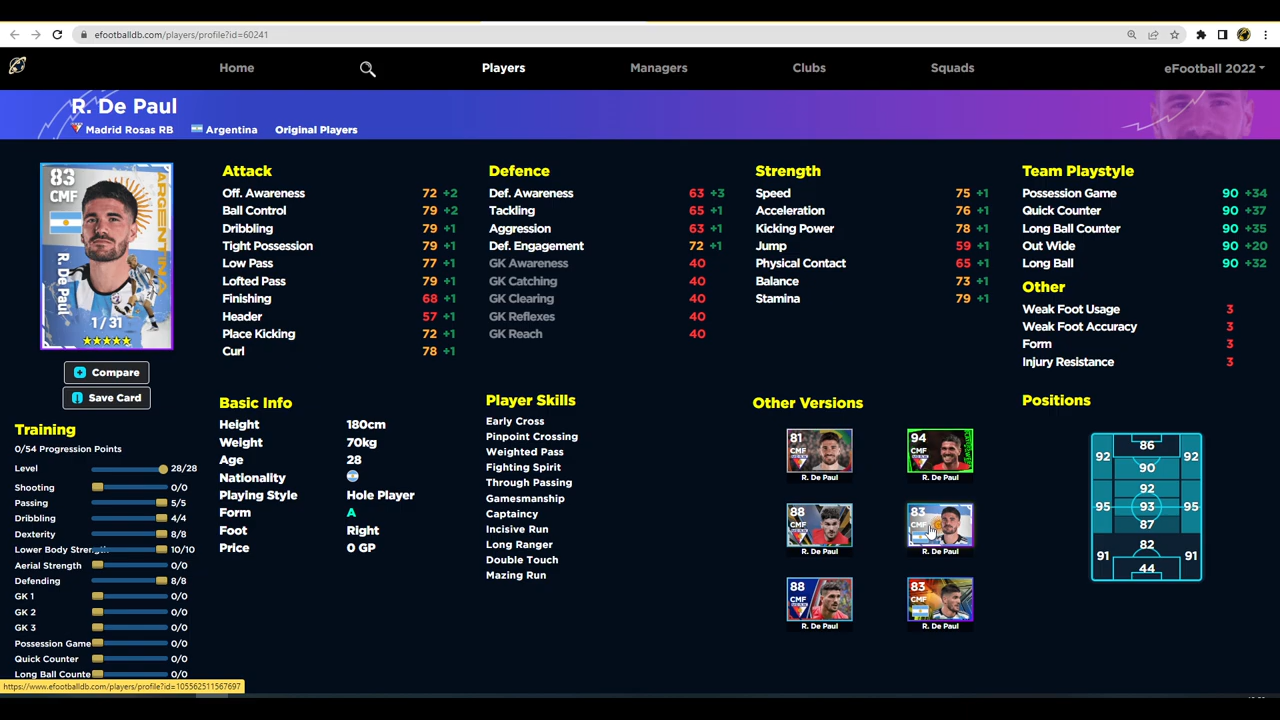 efootballdb.com/players/profile?id=60241
Home
Players
Managers
Clubs
Squads
eFootball 2022
R. De Paul
Madrid Rosas RB
Argentina
Original Players
83
CMF
ARGENTINA
R. De Paul
1 / 31
Compare
Save Card
Attack
Off. Awareness 72 +2
Ball Control 79 +2
Dribbling 79 +1
Tight Possession 79 +1
Low Pass 77 +1
Lofted Pass 79 +1
Finishing 68 +1
Header 57 +1
Place Kicking 72 +1
Curl 78 +1
Defence
Def. Awareness 63 +3
Tackling 65 +1
Aggression 63 +1
Def. Engagement 72 +1
GK Awareness 40
GK Catching 40
GK Clearing 40
GK Reflexes 40
GK Reach 40
Strength
Speed 75 +1
Acceleration 76 +1
Kicking Power 78 +1
Jump 59 +1
Physical Contact 65 +1
Balance 73 +1
Stamina 79 +1
Team Playstyle
Possession Game 90 +34
Quick Counter 90 +37
Long Ball Counter 90 +35
Out Wide 90 +20
Long Ball 90 +32
Other
Weak Foot Usage 3
Weak Foot Accuracy 3
Form 3
Injury Resistance 3
Training
0/54 Progression Points
Level 28/28
Shooting 0/0
Passing 5/5
Dribbling 4/4
Dexterity 8/8
Lower Body Streng 10/10
Aerial Strength 0/0
Defending 8/8
GK 1 0/0
GK 2 0/0
GK 3 0/0
Possession Game 0/0
Quick Counter 0/0
Long Ball Counte 0/0
Basic Info
Height 180cm
Weight 70kg
Age 28
Nationality
Playing Style Hole Player
Form A
Foot Right
Price 0 GP
Player Skills
Early Cross
Pinpoint Crossing
Weighted Pass
Fighting Spirit
Through Passing
Gamesmanship
Captaincy
Incisive Run
Long Ranger
Double Touch
Mazing Run
Other Versions
81
CMF
R. De Paul
94
R. De Paul
88
CMF
R. De Paul
83
CMF
R. De Paul
88
CMF
R. De Paul
83
CMF
R. De Paul
Positions
86
92 90 92
92
95 93 95
87
82
91 91
44
https://www.efootballdb.com/players/profile?id=105562511567697